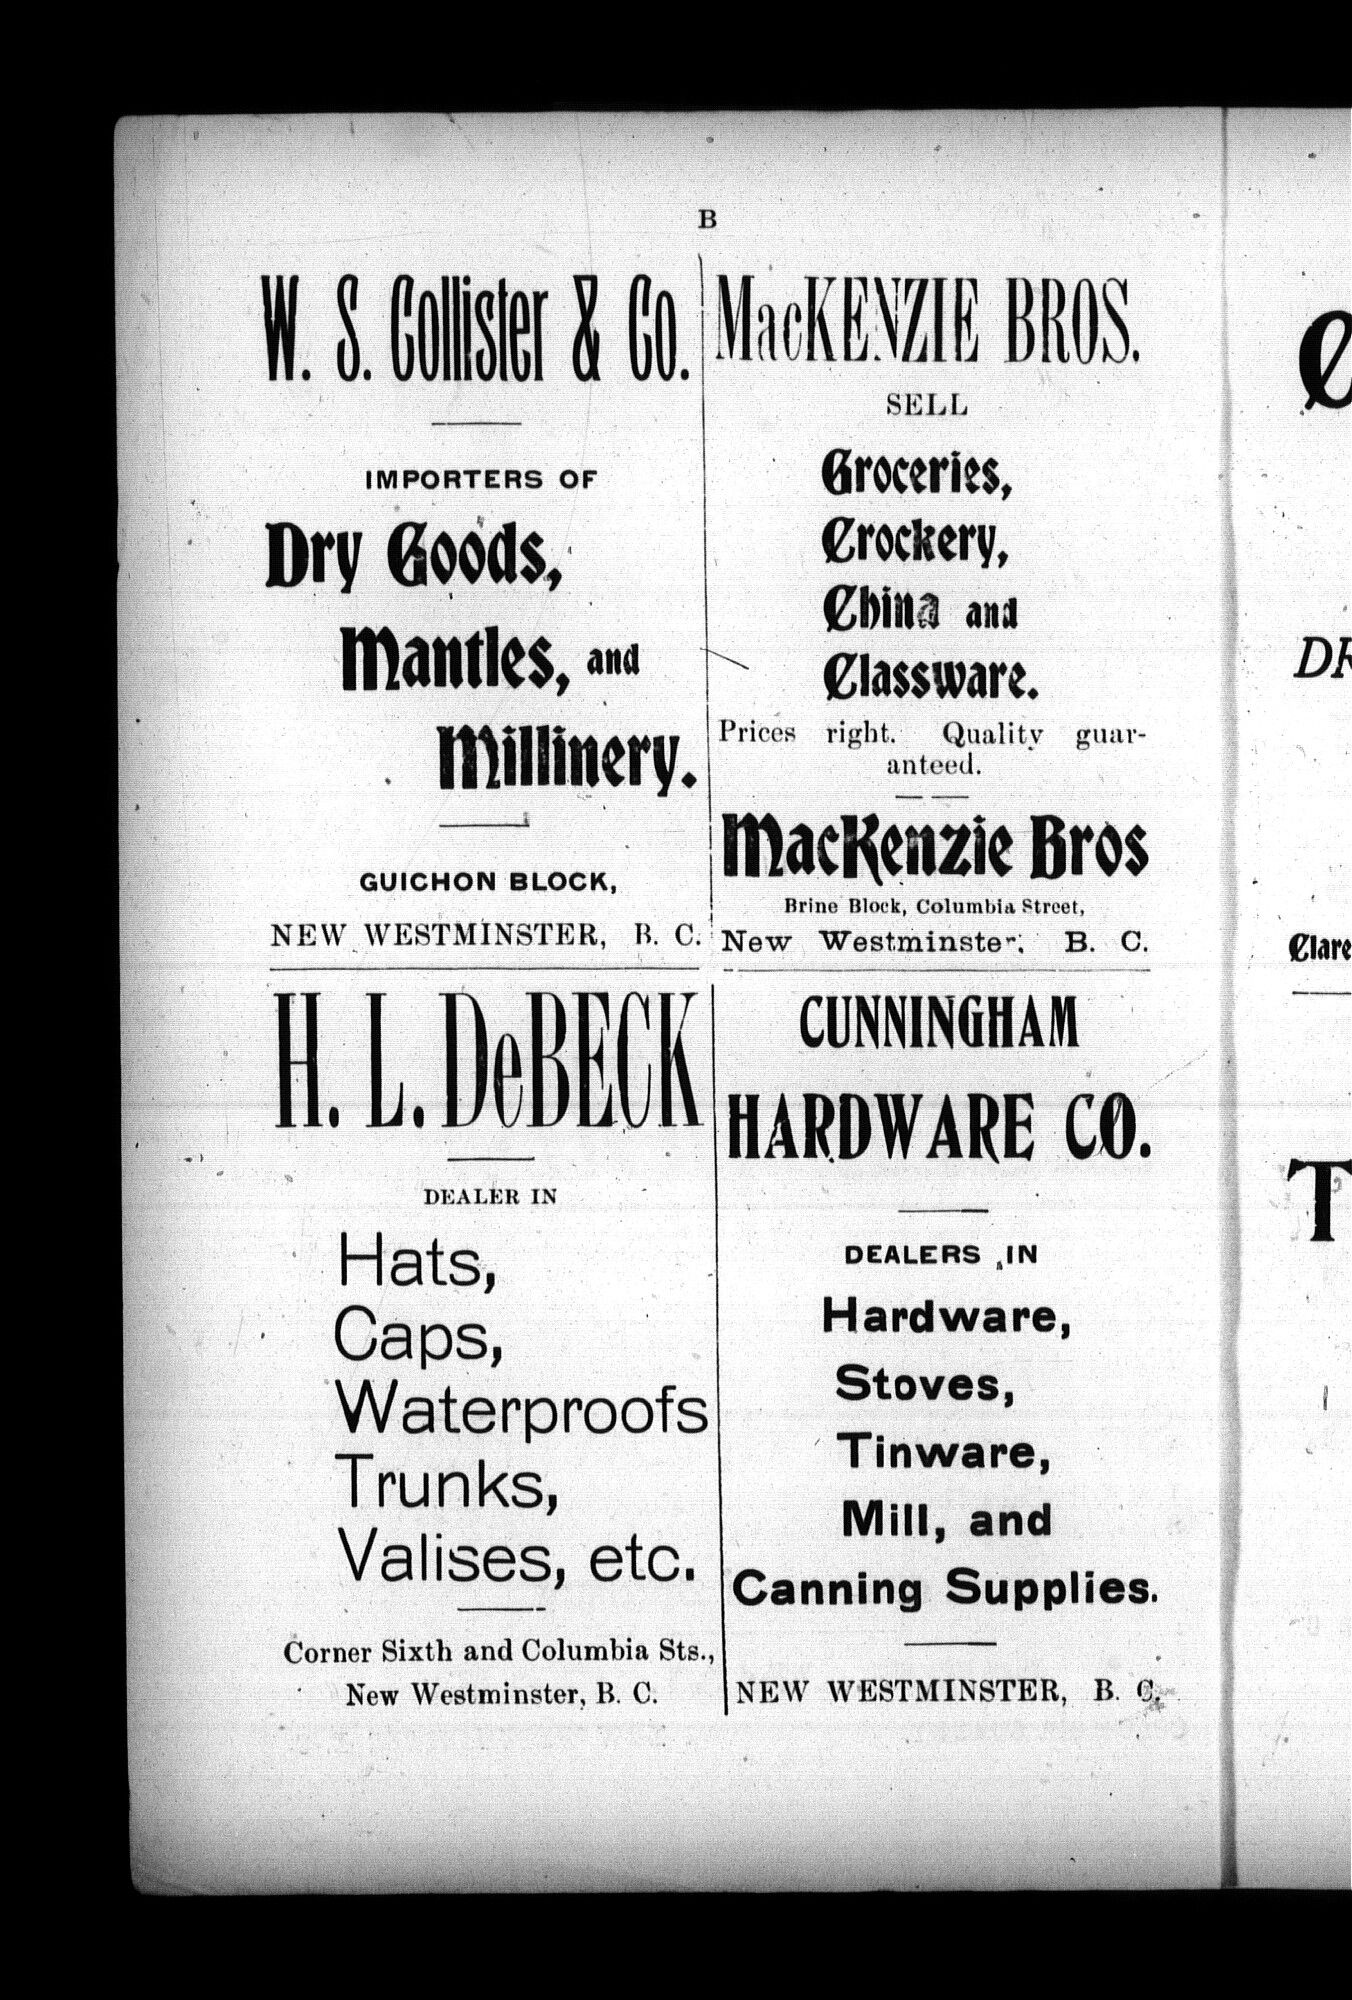 B
W. S. Collister & Co.
IMPORTERS OF
Dry Goods,
Mantles, and
Millinery.
GUICHON BLOCK,
NEW WESTMINSTER, B. C.
MacKENZIE BROS.
SELL
Groceries,
Crockery,
China and
Classware.
Prices right. Quality guar-
anteed.
MacKenzie Bros
Brine Block, Columbia Street,
New Westminster, B. C.
H. L. DeBECK
DEALER IN
Hats,
Caps,
Waterproofs
Trunks,
Valises, etc.
Corner Sixth and Columbia Sts.,
New Westminster, B. C.
CUNNINGHAM
HARDWARE CO.
DEALERS IN
Hardware,
Stoves,
Tinware,
Mill, and
Canning Supplies.
NEW WESTMINSTER, B. C.
DR
Clare
T